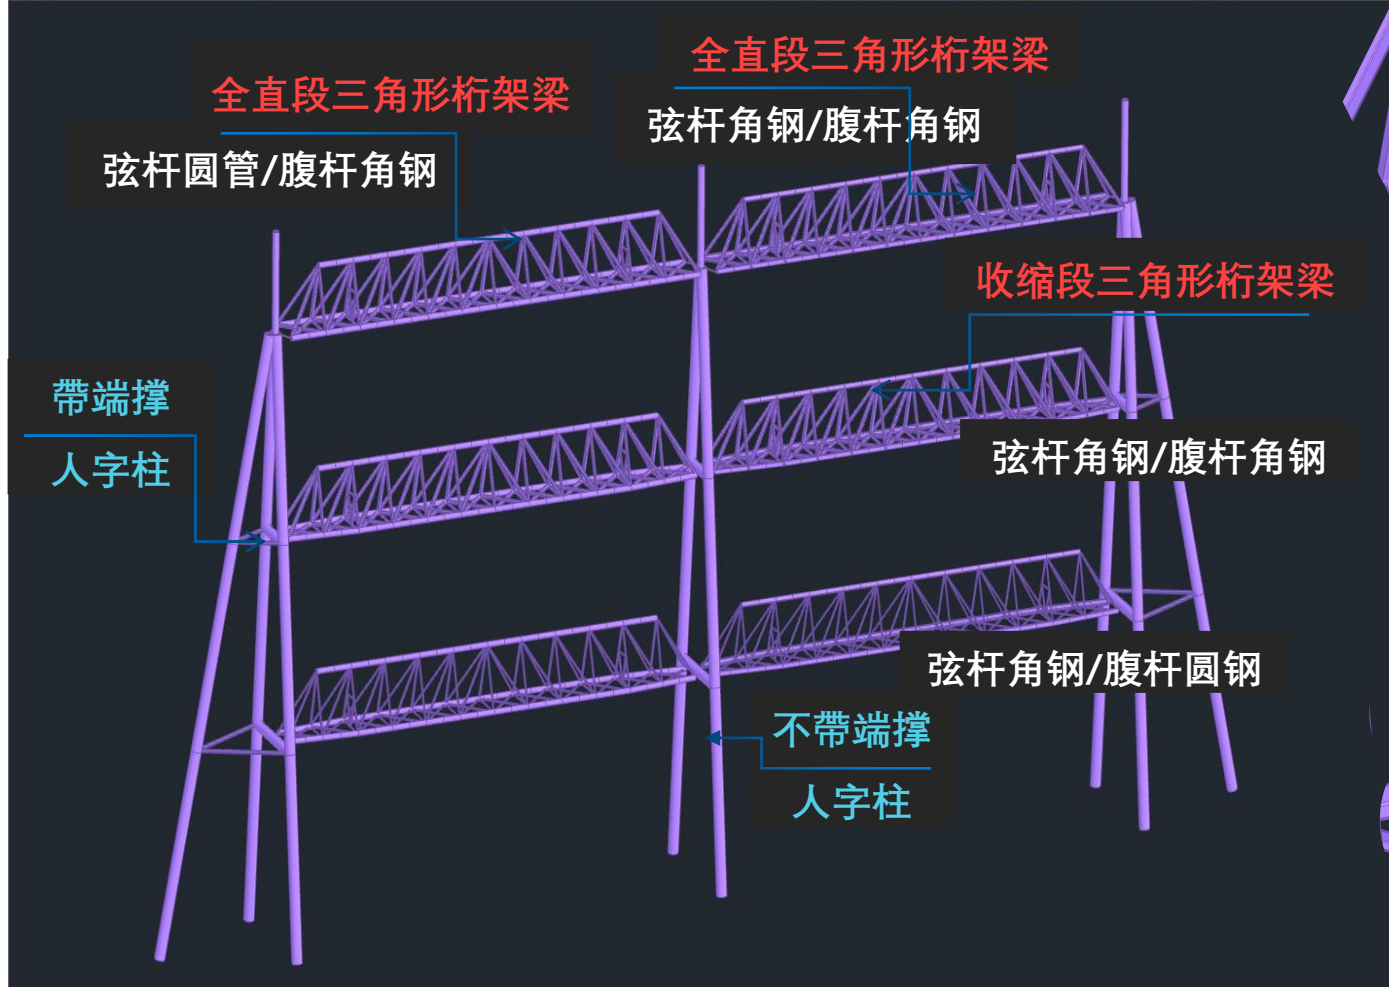 全直段三角形桁架梁
弦杆圆管/腹杆角钢
全直段三角形桁架梁
弦杆角钢/腹杆角钢
收缩段三角形桁架梁
弦杆角钢/腹杆角钢
带端撑
人字柱
弦杆角钢/腹杆圆钢
不带端撑
人字柱